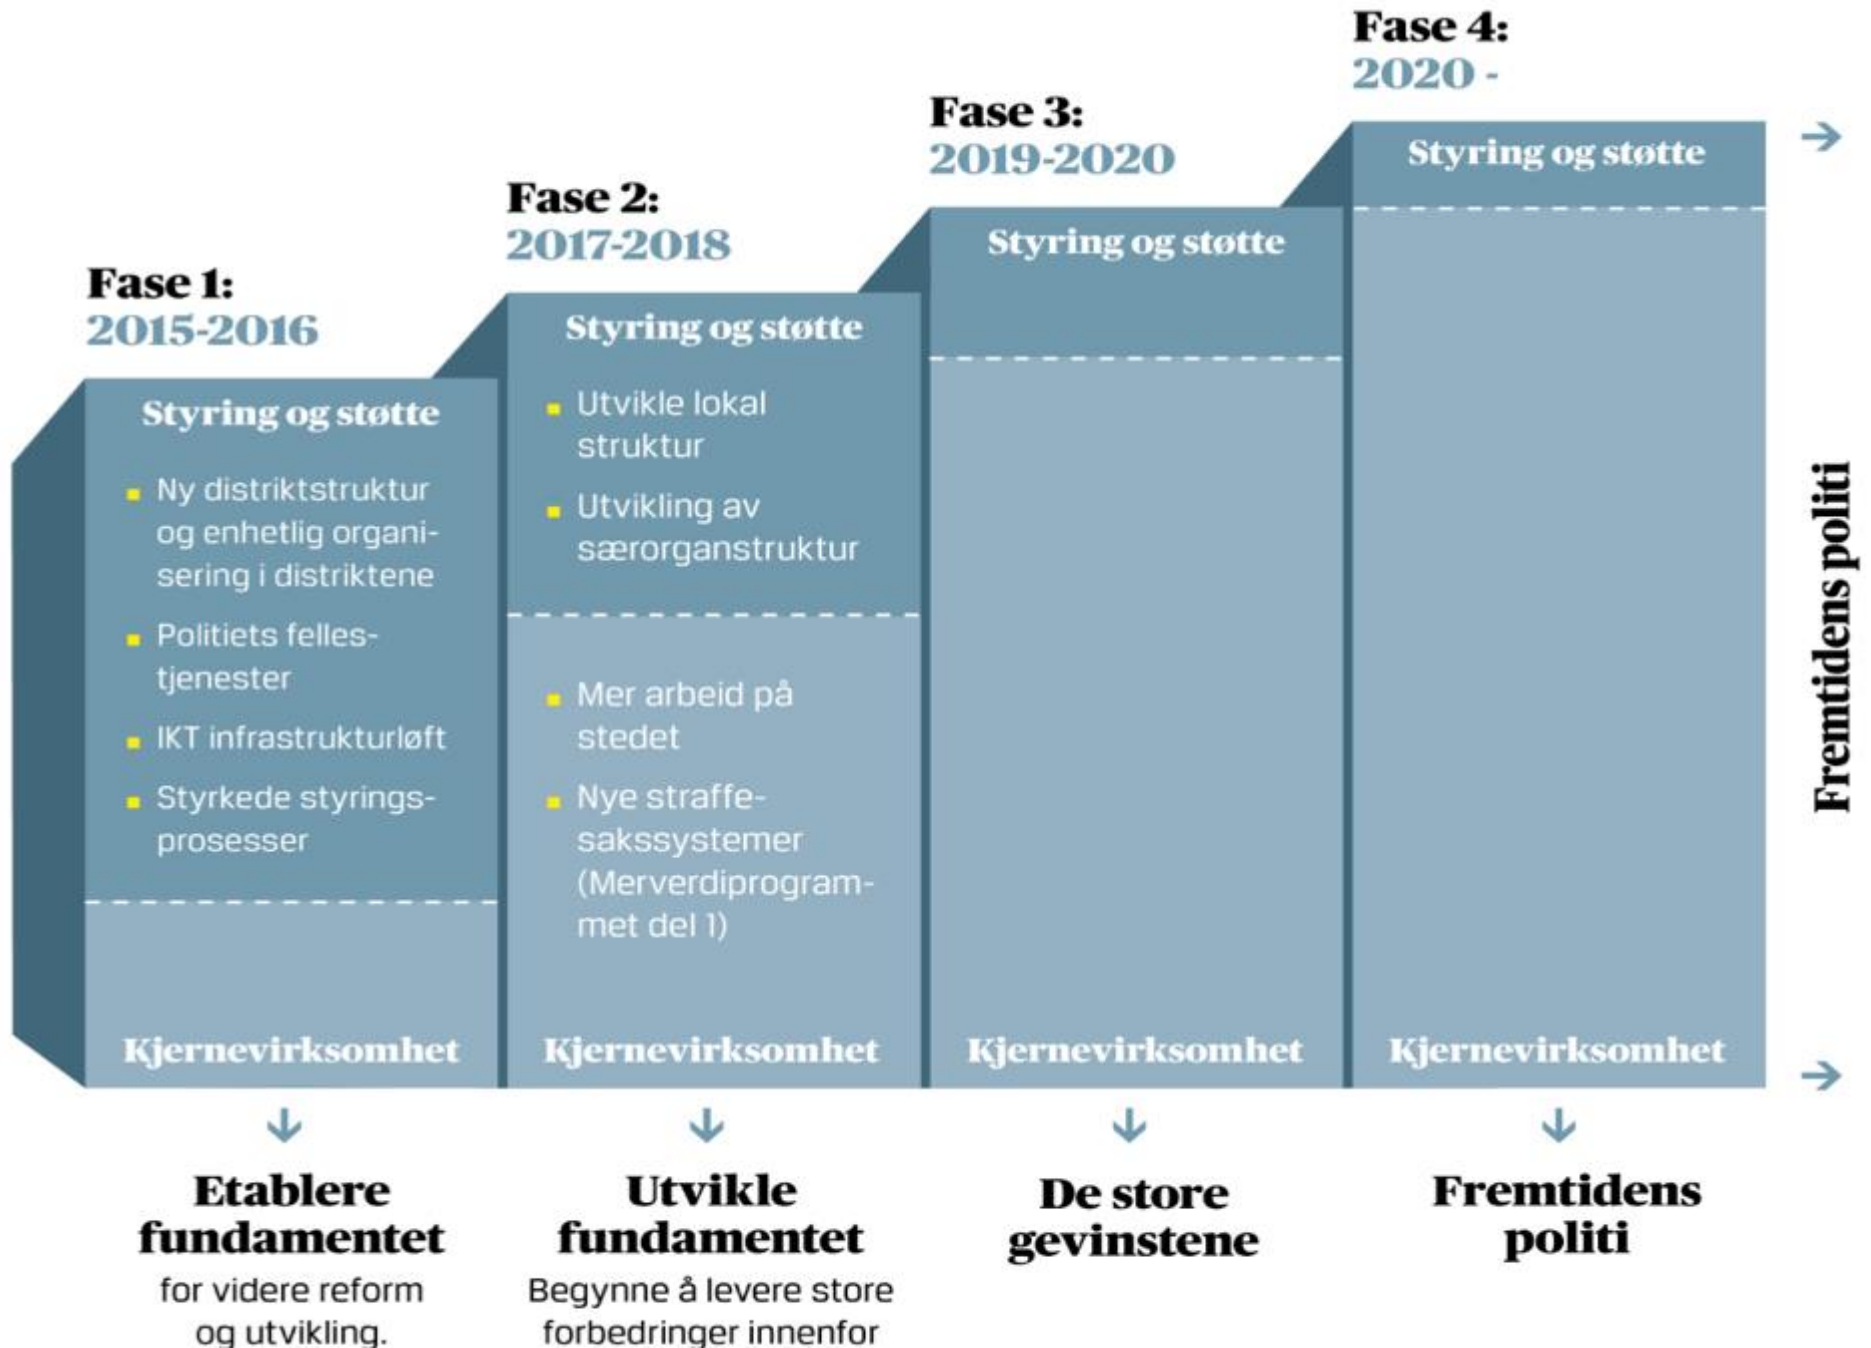 Fase 1:
2015-2016
Styring og støtte
Ny distriktstruktur
og enhetlig organi-
sering i distriktene
Politiets felles-
tjenester
IKT infrastrukturløft
Styrkede styrings-
prosesser
Kjernevirksomhet
Etablere
fundamentet
for videre reform
og utvikling.
Fase 2:
2017-2018
Styring og støtte
Utvikle lokal
struktur
Utvikling av
særorganstruktur
Mer arbeid på
stedet
Nye straffe-
sakssystemer
(Merverdiprogram-
met del 1)
Kjernevirksomhet
Utvikle
fundamentet
Begynne å levere store
forbedringer innenfor
Fase 3:
2019-2020
Styring og støtte
Kjernevirksomhet
De store
gevinstene
Fase 4:
2020 -
Styring og støtte
Kjernevirksomhet
Fremtidens
politi
Fremtidens politi